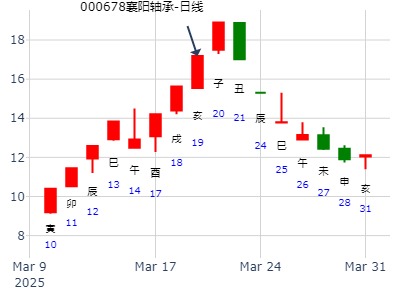 000678襄阳轴承-日线
18
16
14
12
10
8
寅
10
卯
11
辰
12
巳
13
午
14
酉
17
戌
18
亥
19
子
20
丑
21
辰
24
巳
25
午
26
未
27
申
28
亥
31
Mar 9
2025
Mar 17
Mar 24
Mar 31